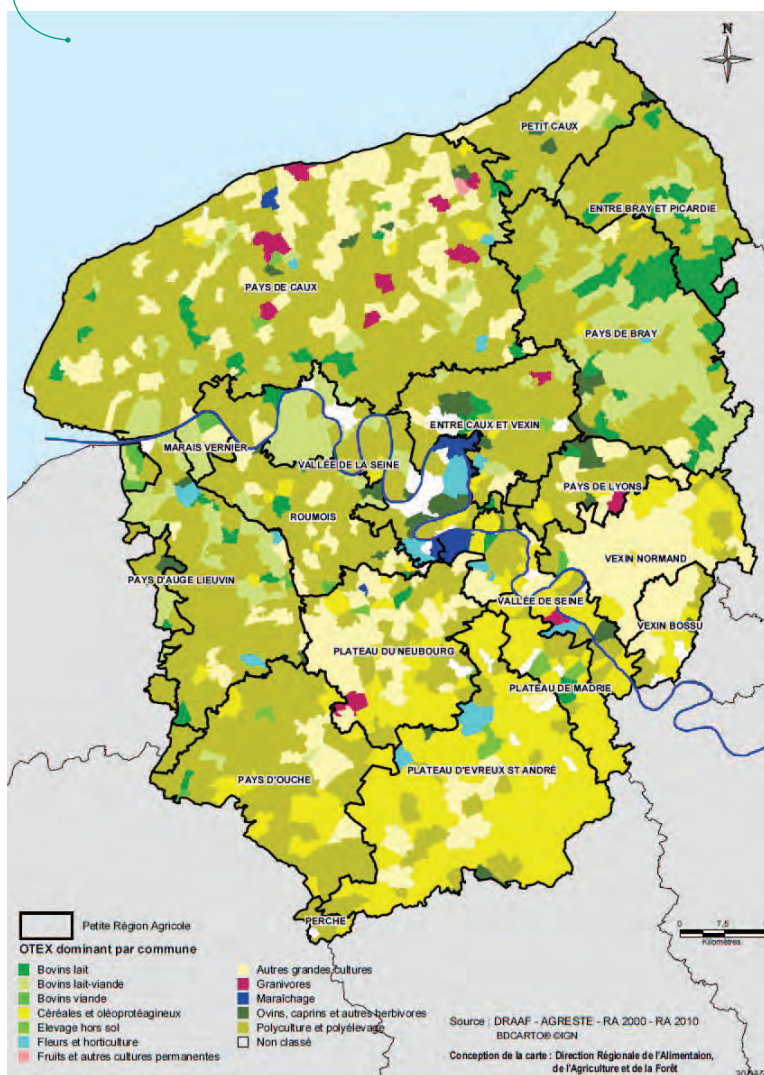 N
PETIT CAUX
ENTRE BRAY ET PICARDIE
PAYS DE CAUX
PAYS DE BRAY
ENTRE CAUX ET VEXIN
MARAIS VERNIER
VALLÉE DE LA SEINE
PAYS DE LYONS
ROUMOIS
VEXIN NORMAND
PAYS D'AUGE LIEUVIN
VALLÉE DE SEINE
VEXIN BOSSU
PLATEAU DU NEUBOURG
PLATEAU DE MADRIE
PAYS D'OUCHE
PLATEAU D'EVREUX ST ANDRÉ
PERCHE
Petite Région Agricole
OTEX dominant par commune
Bovins lait
Bovins lait-viande
Bovins viande
Céréales et oléoprotéagineux
Elevage hors sol
Fleurs et horticulture
Fruits et autres cultures permanentes
Autres grandes cultures
Granivores
Maraîchage
Ovins, caprins et autres herbivores
Polyculture et polyélevage
Non classé
0 7,5
Kilomètres
Source : DRAAF - AGRESTE - RA 2000 - RA 2010
BDCARTO® ©IGN
Conception de la carte : Direction Régionale de l'Alimentaion,
de l'Agriculture et de la Forêt